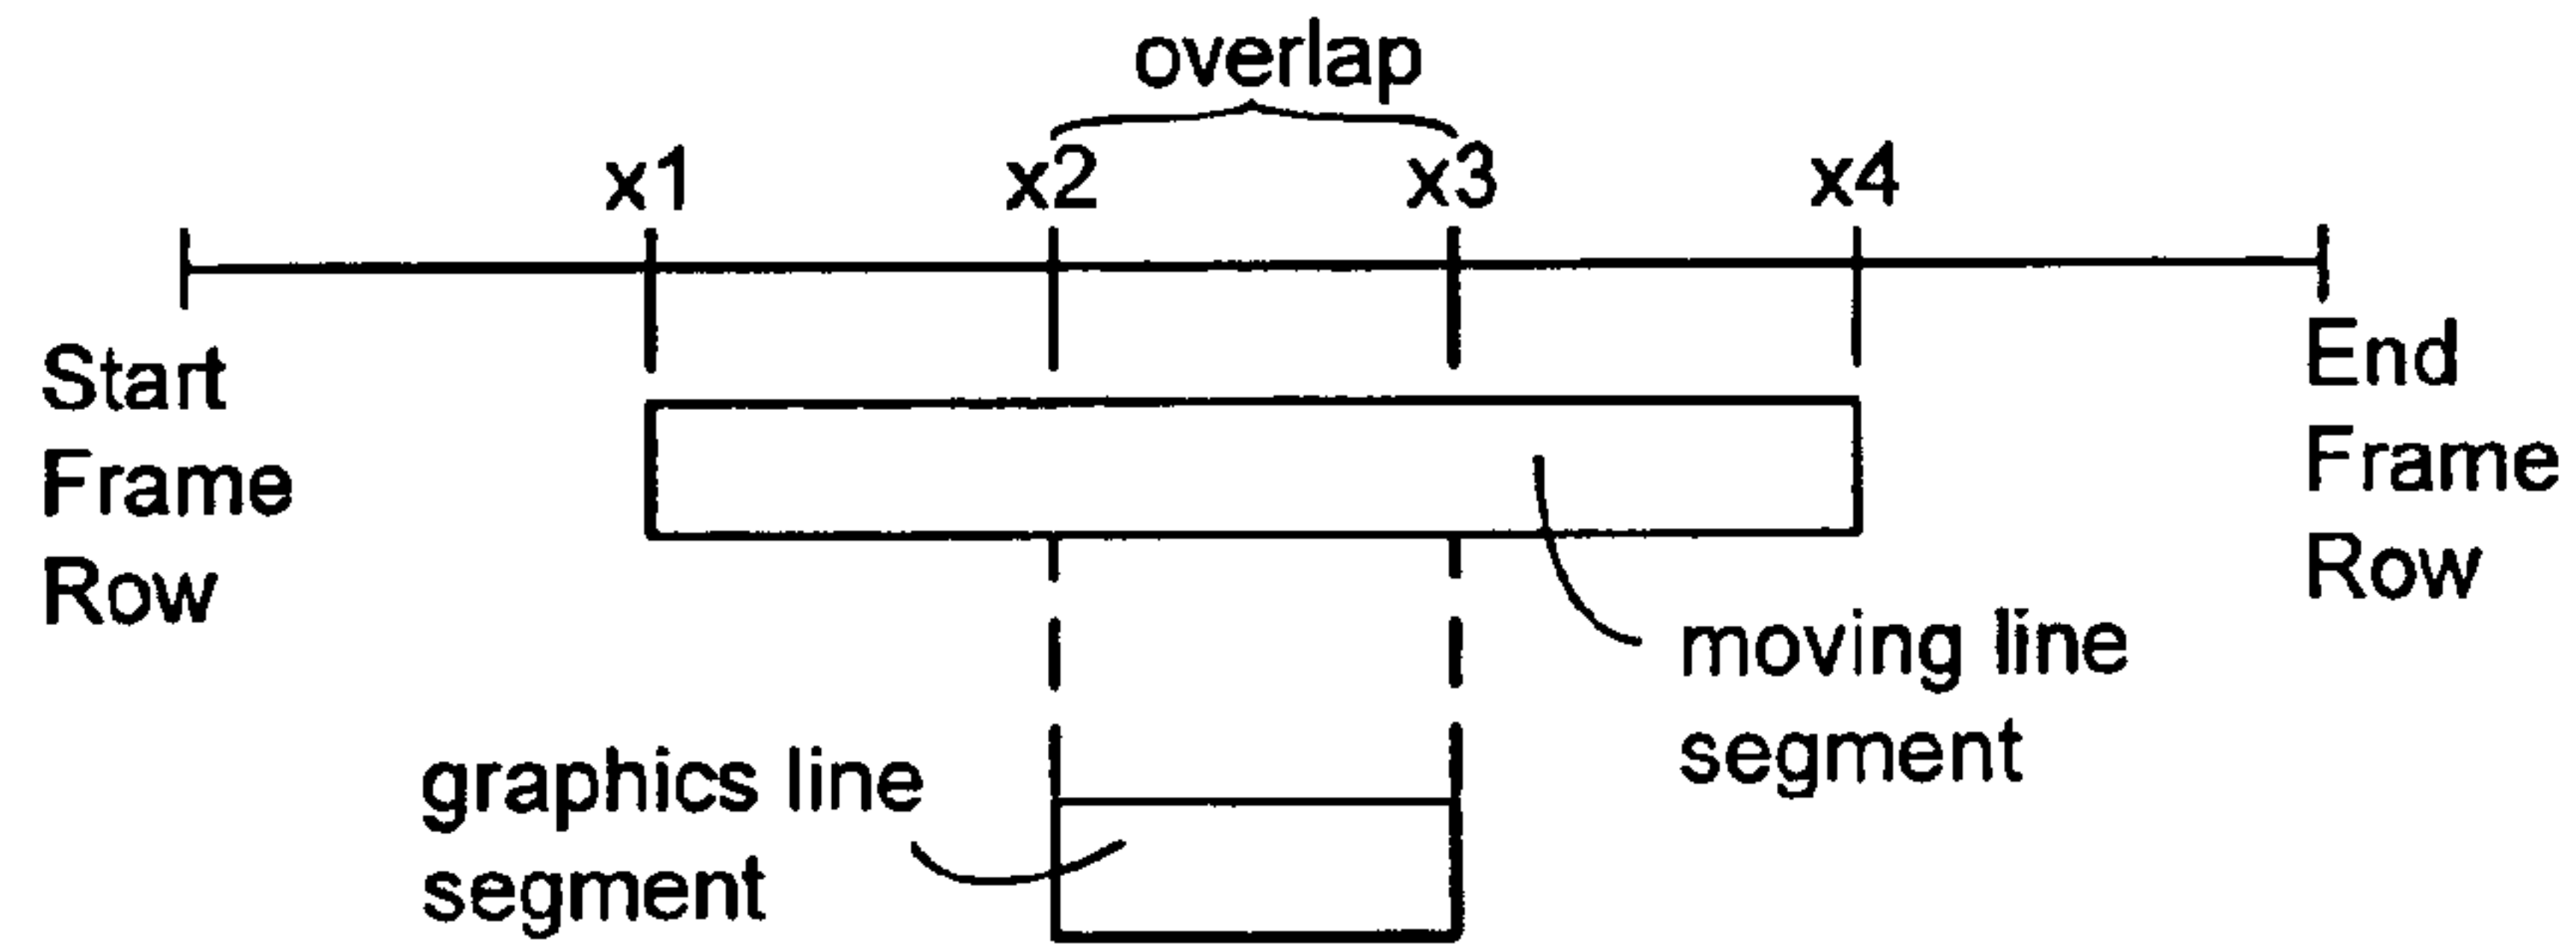 overlap
x1
x2
x3
x4
Start
Frame
Row
End
Frame
Row
moving line
segment
graphics line
segment